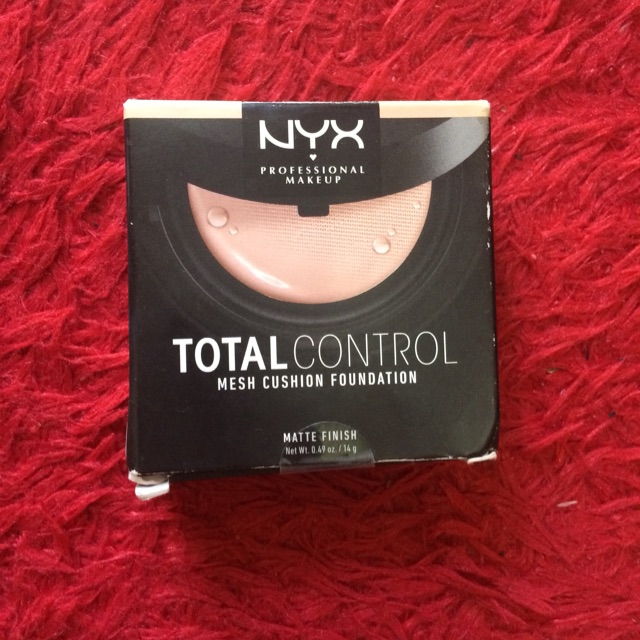 NYX
PROFESSIONAL
MAKEUP
TOTAL CONTROL
MESH CUSHION FOUNDATION
MATTE FINISH
Net Wt. 0.49 oz. / 14 g